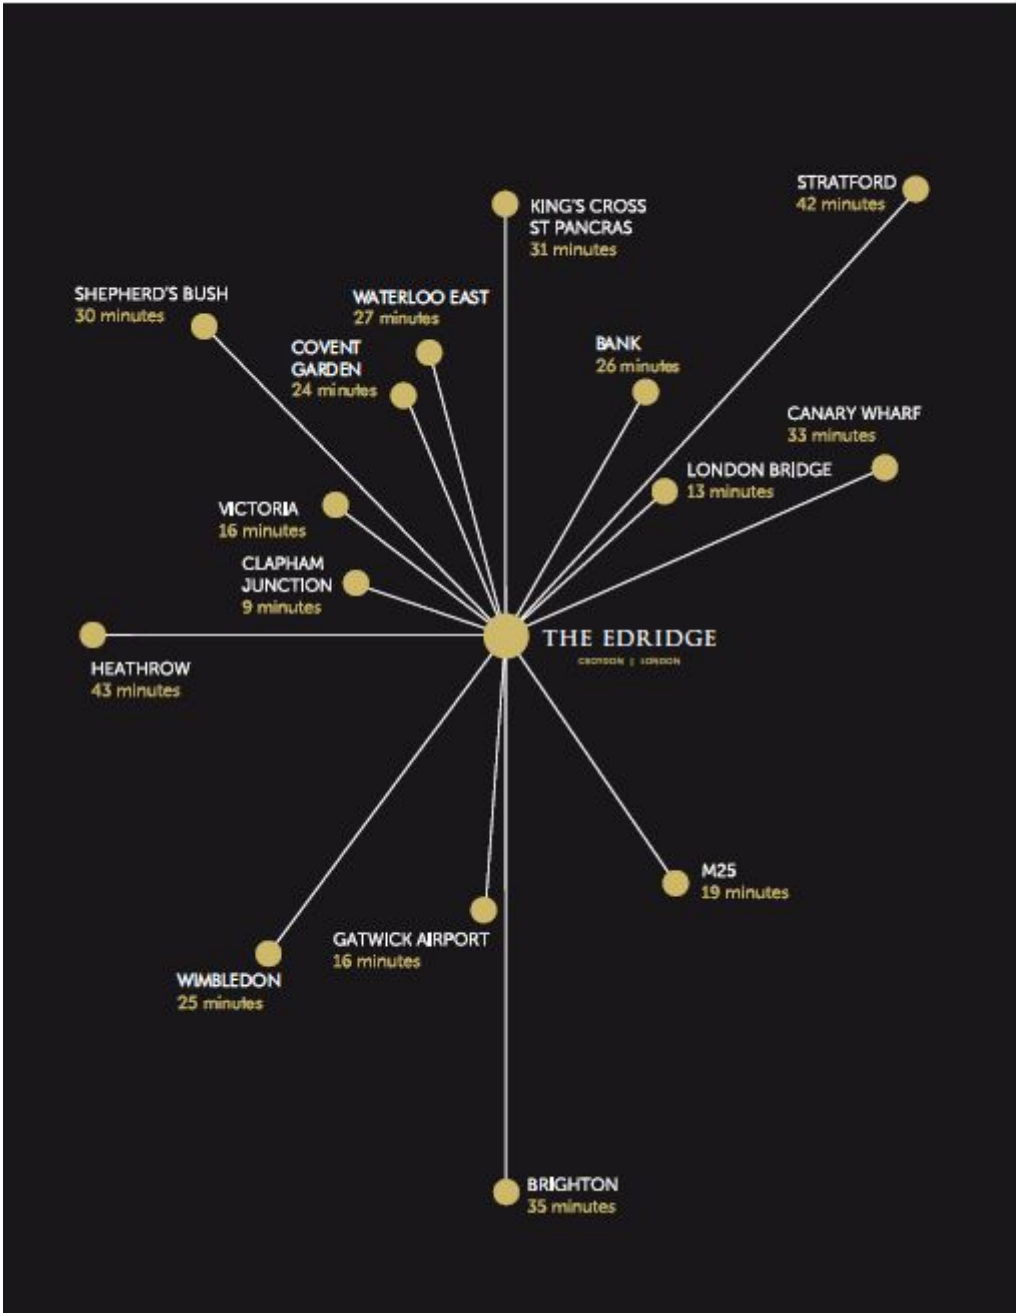 STRATFORD
42 minutes
KING'S CROSS
ST PANCRAS
31 minutes
SHEPHERD'S BUSH
30 minutes
WATERLOO EAST
27 minutes
COVENT
GARDEN
24 minutes
BANK
26 minutes
CANARY WHARF
33 minutes
LONDON BRIDGE
13 minutes
VICTORIA
16 minutes
CLAPHAM
JUNCTION
9 minutes
THE EDRIDGE
CROYDON | LONDON
HEATHROW
43 minutes
M25
19 minutes
GATWICK AIRPORT
16 minutes
WIMBLEDON
25 minutes
BRIGHTON
35 minutes